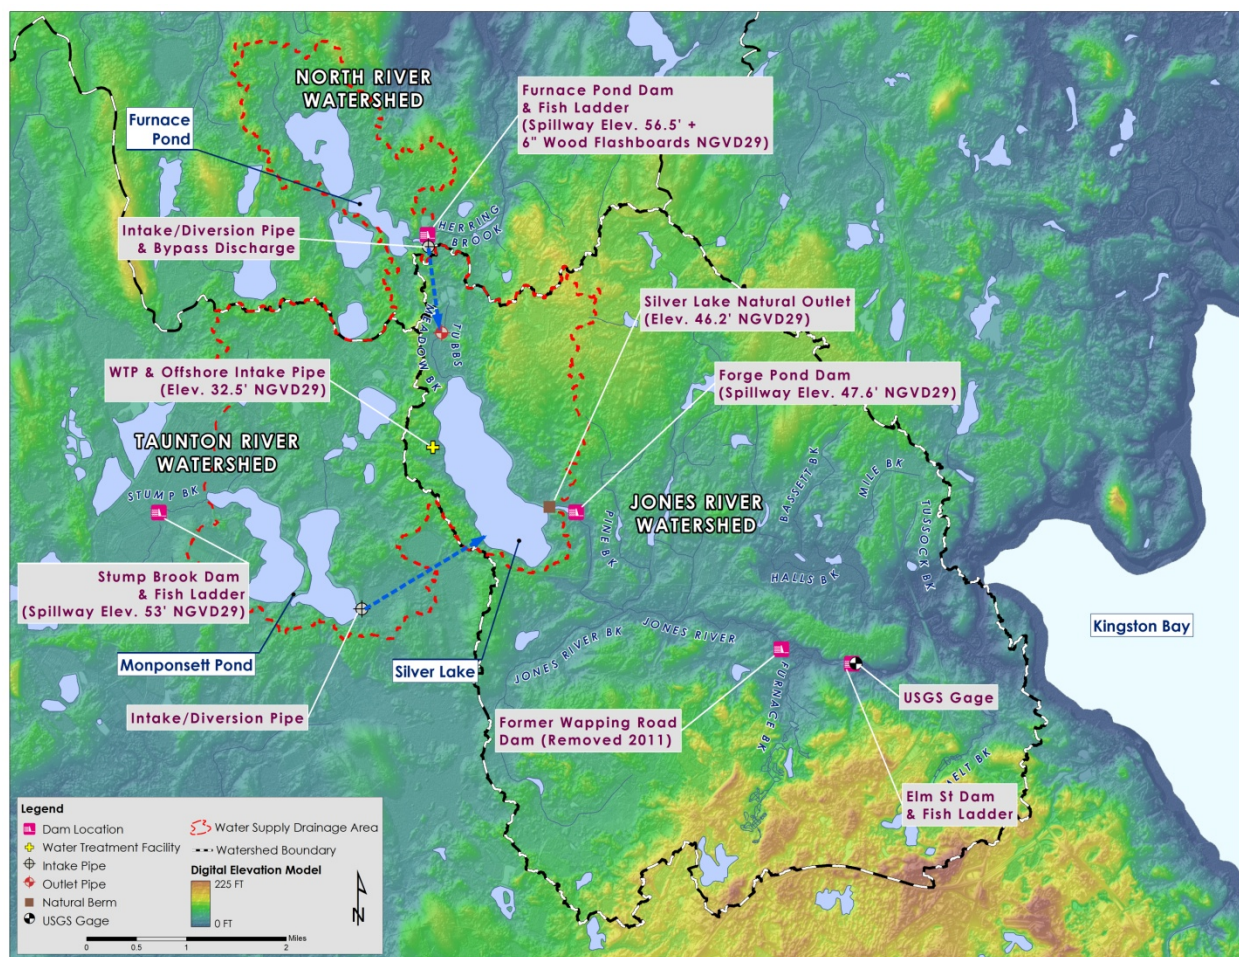 NORTH RIVER
WATERSHED
Furnace Pond Dam
& Fish Ladder
(Spillway Elev. 56.5' +
6" Wood Flashboards NGVD29)
Furnace
Pond
Intake/Diversion Pipe
& Bypass Discharge
HERRING
BROOK
MEADOW BK
TUBBS
Silver Lake Natural Outlet
(Elev. 46.2' NGVD29)
WTP & Offshore Intake Pipe
(Elev. 32.5' NGVD29)
Forge Pond Dam
(Spillway Elev. 47.6' NGVD29)
TAUNTON RIVER
WATERSHED
STUMP BK
JONES RIVER
WATERSHED
PINE BK
BASSETT BK
MILE BK
TUSSOCK BK
HALLS BK
Stump Brook Dam
& Fish Ladder
(Spillway Elev. 53' NGVD29)
Kingston Bay
Monponsett Pond
Silver Lake
JONES RIVER BK
JONES RIVER
FURNACE BK
Intake/Diversion Pipe
Former Wapping Road
Dam (Removed 2011)
USGS Gage
ELT BK
Elm St Dam
& Fish Ladder
Legend
Dam Location
Water Treatment Facility
Intake Pipe
Outlet Pipe
Natural Berm
USGS Gage
Water Supply Drainage Area
Watershed Boundary
Digital Elevation Model
225 FT
0 FT
N
Miles
0 0.5 1 2